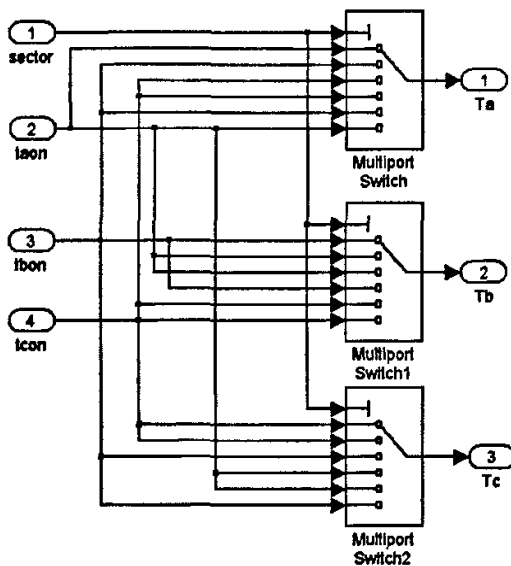 1
sector
2
taon
3
tbon
4
tcon
Multiport
Switch
1
Ta
Multiport
Switch1
2
Tb
Multiport
Switch2
3
Tc